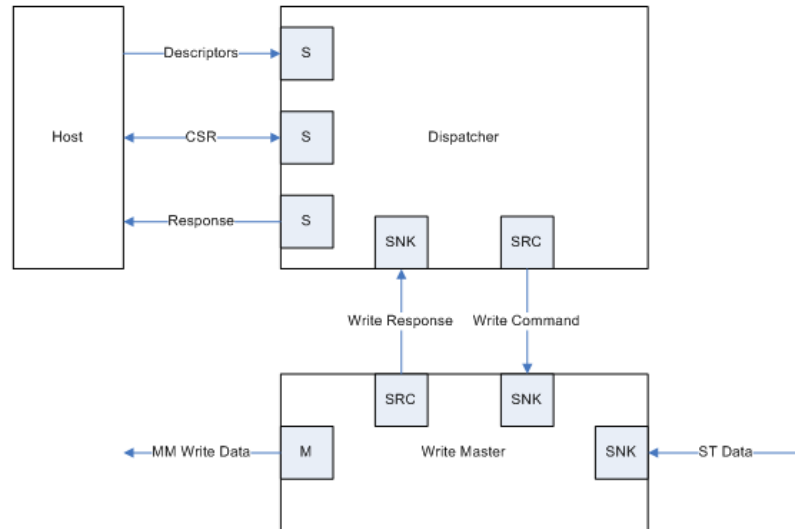 Descriptors
S
Host
CSR
S
Dispatcher
Response
S
SNK
SRC
Write Response
Write Command
SRC
SNK
MM Write Data
M
Write Master
SNK
ST Data